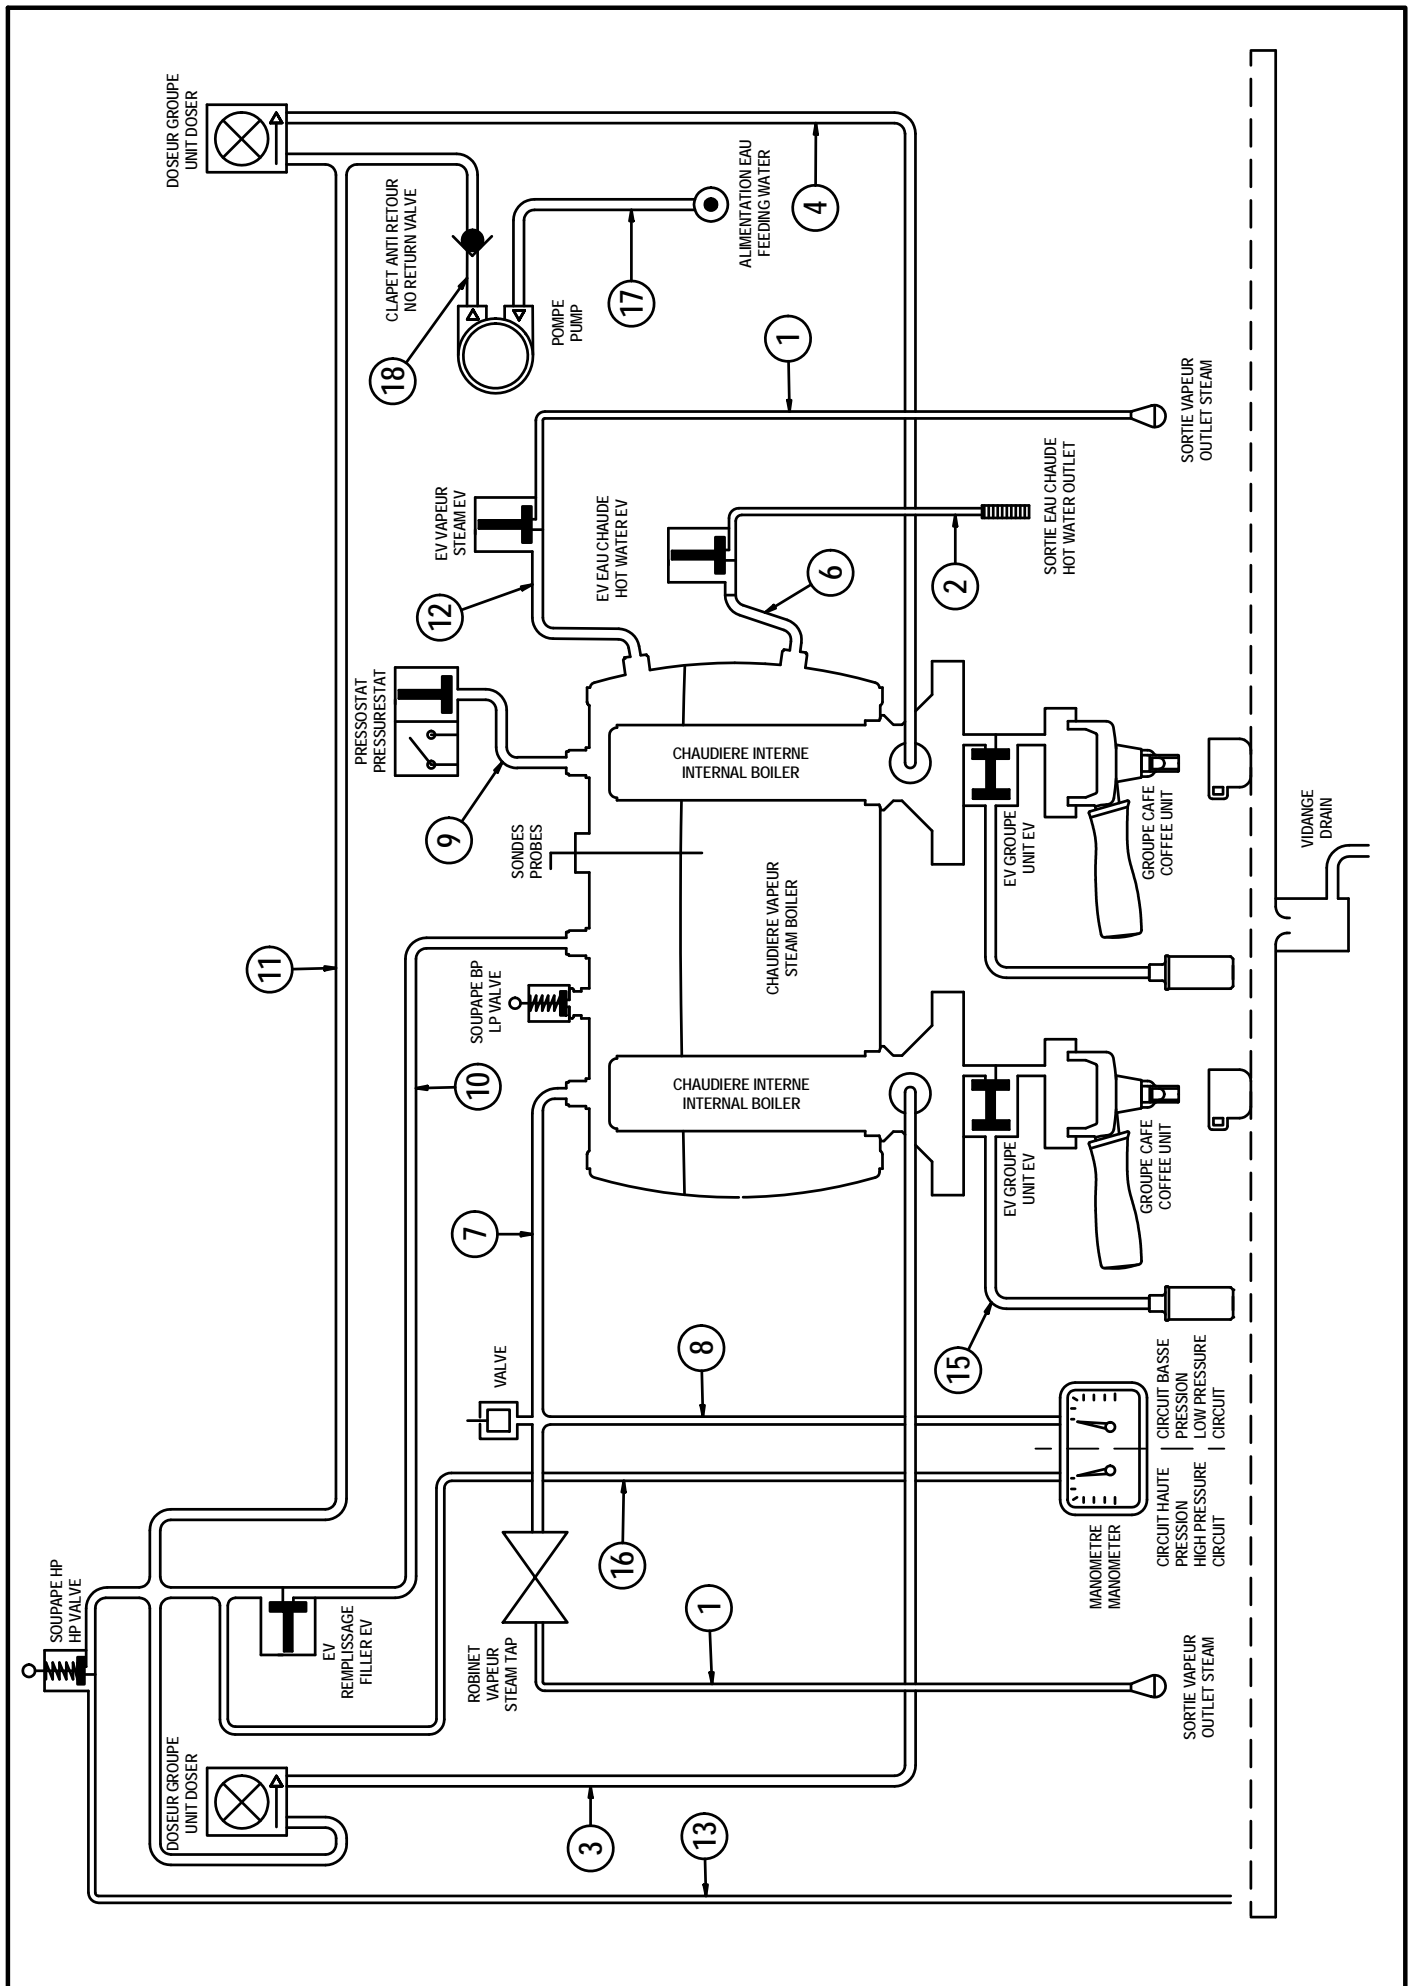 SOUPAPE HP
HP VALVE
DOSEUR GROUPE
UNIT DOSER
EV
REMPLISSAGE
FILLER EV
11
10
CLAPET ANTI RETOUR
NO RETURN VALVE
18
DOSEUR GROUPE
UNIT DOSER
ROBINET
VAPEUR
STEAM TAP
VALVE
7
SOUPAPE BP
LP VALVE
SONDES
PROBES
9
PRESSOSTAT
PRESSURESTAT
12
EV VAPEUR
STEAM EV
POMPE
PUMP
17
3
13
1
16
8
CHAUDIERE INTERNE
INTERNAL BOILER
CHAUDIERE VAPEUR
STEAM BOILER
CHAUDIERE INTERNE
INTERNAL BOILER
EV EAU CHAUDE
HOT WATER EV
6
1
ALIMENTATION EAU
FEEDING WATER
4
15
EV GROUPE
UNIT EV
EV GROUPE
UNIT EV
2
SORTIE EAU CHAUDE
HOT WATER OUTLET
SORTIE VAPEUR
OUTLET STEAM
MANOMETRE
MANOMETER
CIRCUIT HAUTE
PRESSION
HIGH PRESSURE
CIRCUIT
CIRCUIT BASSE
PRESSION
LOW PRESSURE
CIRCUIT
GROUPE CAFE
COFFEE UNIT
GROUPE CAFE
COFFEE UNIT
SORTIE VAPEUR
OUTLET STEAM
VIDANGE
DRAIN